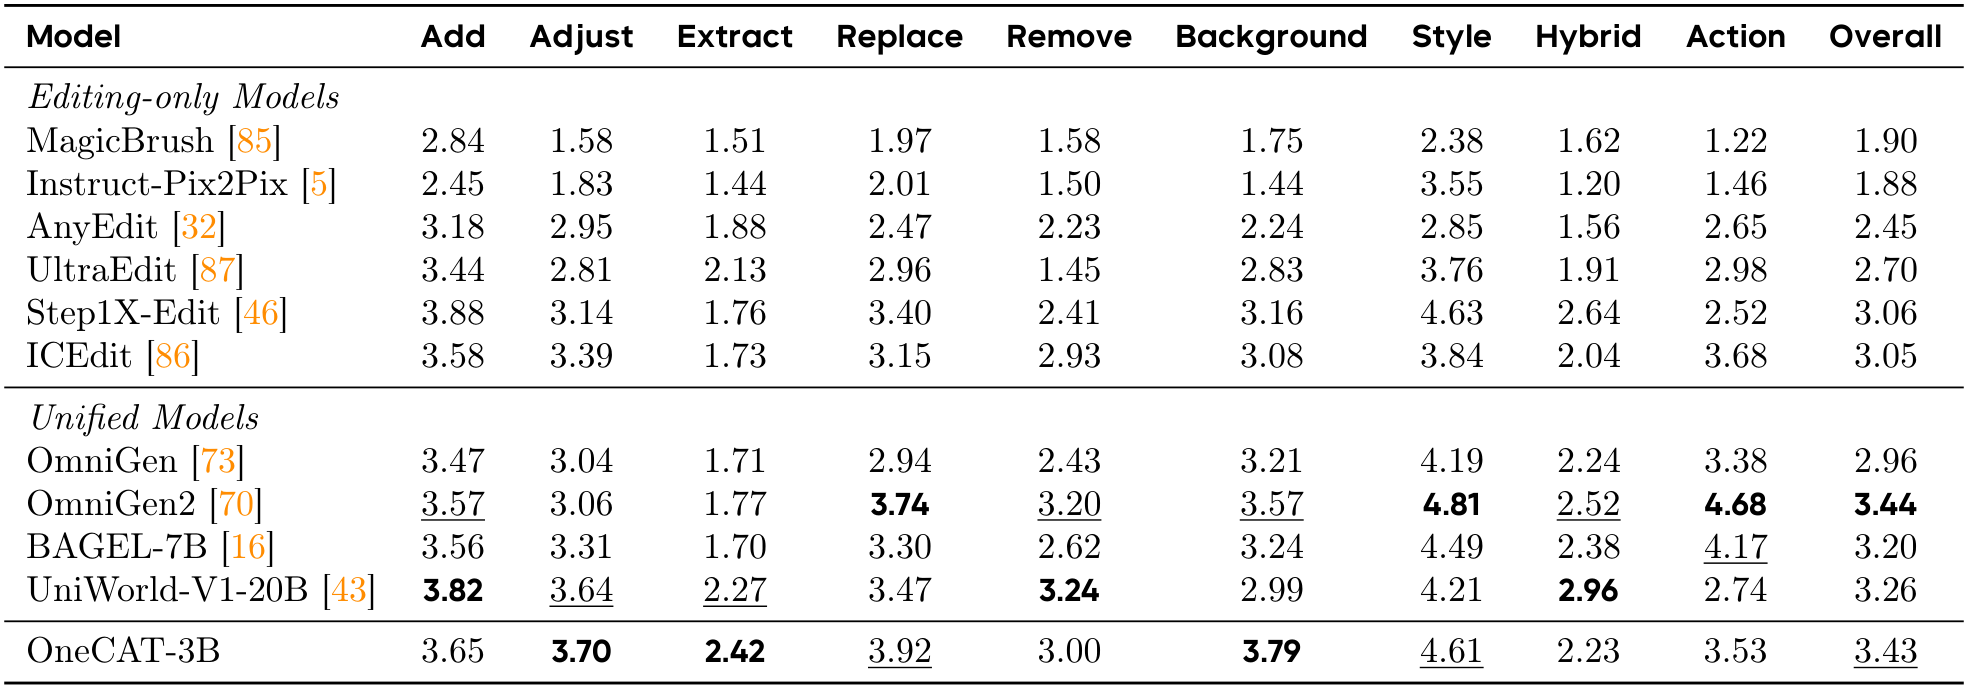 Model Add Adjust Extract Replace Remove Background Style Hybrid Action Overall
Editing-only Models
MagicBrush [85] 2.84 1.58 1.51 1.97 1.58 1.75 2.38 1.62 1.22 1.90
Instruct-Pix2Pix [5] 2.45 1.83 1.44 2.01 1.50 1.44 3.55 1.20 1.46 1.88
AnyEdit [32] 3.18 2.95 1.88 2.47 2.23 2.24 2.85 1.56 2.65 2.45
UltraEdit [87] 3.44 2.81 2.13 2.96 1.45 2.83 3.76 1.91 2.98 2.70
Step1X-Edit [46] 3.88 3.14 1.76 3.40 2.41 3.16 4.63 2.64 2.52 3.06
ICEdit [86] 3.58 3.39 1.73 3.15 2.93 3.08 3.84 2.04 3.68 3.05
Unified Models
OmniGen [73] 3.47 3.04 1.71 2.94 2.43 3.21 4.19 2.24 3.38 2.96
OmniGen2 [70] 3.57 3.06 1.77 3.74 3.20 3.57 4.81 2.52 4.68 3.44
BAGEL-7B [16] 3.56 3.31 1.70 3.30 2.62 3.24 4.49 2.38 4.17 3.20
UniWorld-V1-20B [43] 3.82 3.64 2.27 3.47 3.24 2.99 4.21 2.96 2.74 3.26
OneCAT-3B 3.65 3.70 2.42 3.92 3.00 3.79 4.61 2.23 3.53 3.43